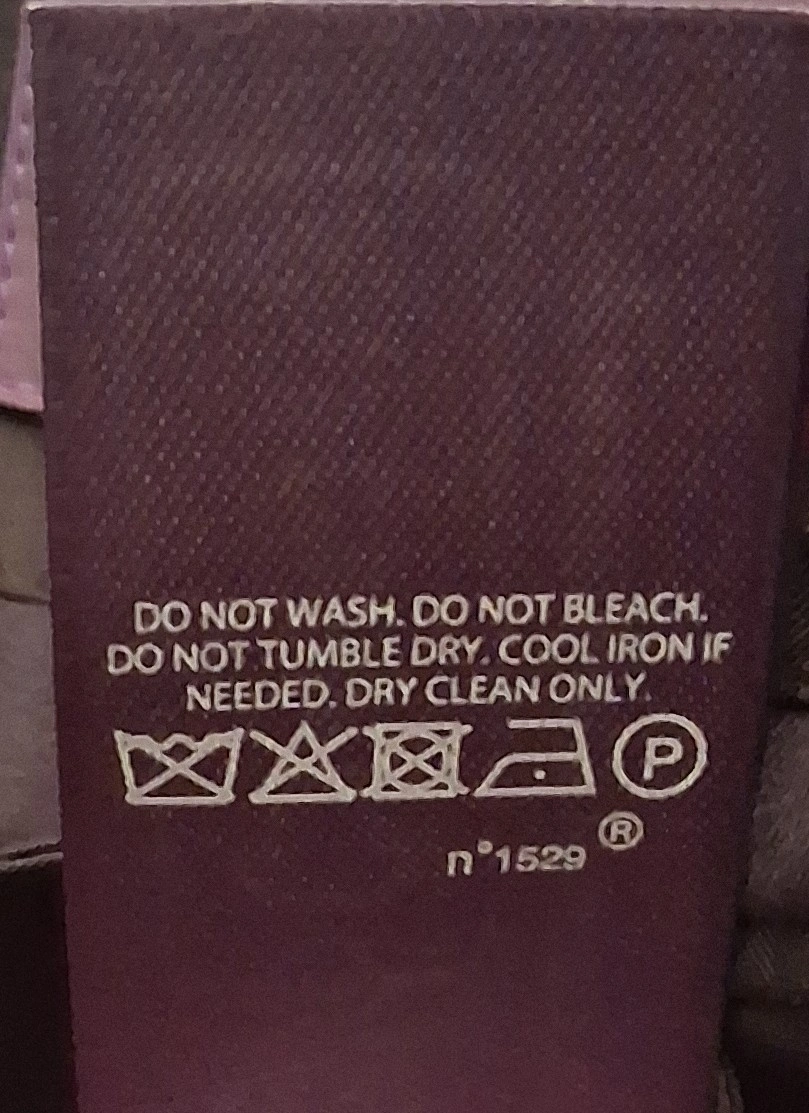 DO NOT WASH. DO NOT BLEACH.
DO NOT TUMBLE DRY. COOL IRON IF
NEEDED. DRY CLEAN ONLY.
P
n°1529 ®